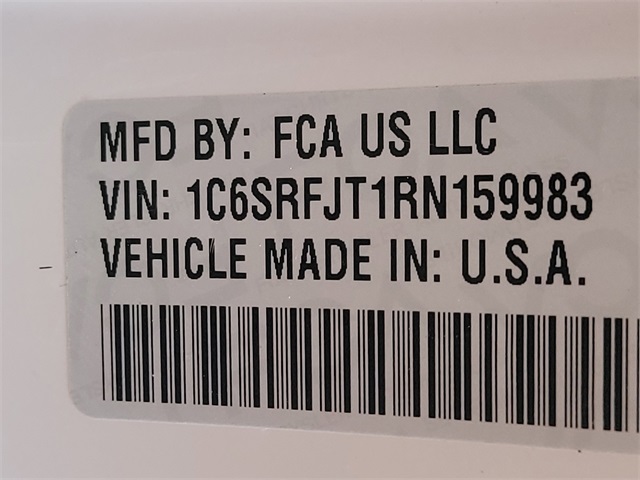 MFD BY: FCA US LLC
VIN: 1C6SRFJT1RN159983
VEHICLE MADE IN: U.S.A.